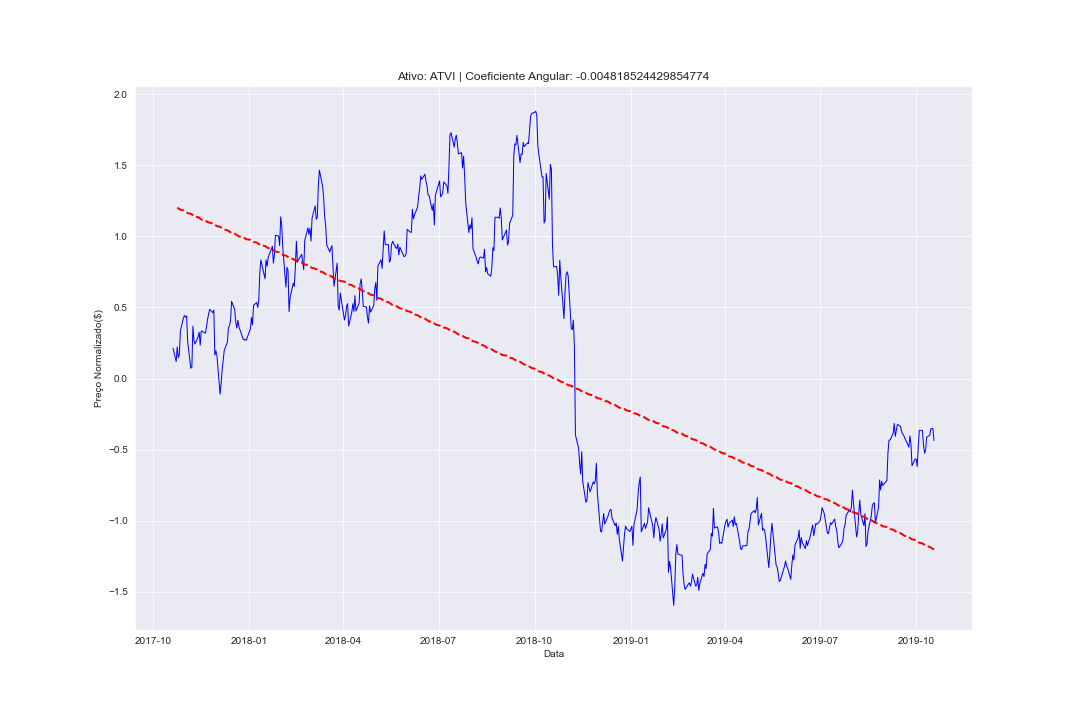 Ativo: ATVI | Coeficiente Angular: -0.004818524429854774
2.0
1.5
1.0
0.5
0.0
−0.5
−1.0
−1.5
Preço Normalizado($)
2017-10 2018-01 2018-04 2018-07 2018-10 2019-01 2019-04 2019-07 2019-10
Data